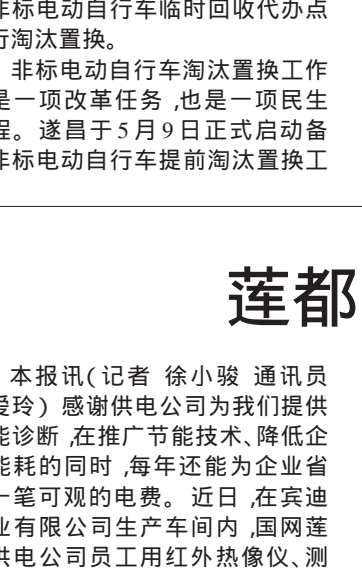 非标电动自行车临时回收代办点
行淘汰置换。
非标电动自行车淘汰置换工作
是一项改革任务,也是一项民生
程。遂昌于5月9日正式启动备
非标电动自行车提前淘汰置换工
莲都
本报讯(记者 徐小骏 通讯员
爱玲)感谢供电公司为我们提供
能诊断,在推广节能技术、降低企
能耗的同时,每年还能为企业省
一笔可观的电费。近日,在宾迪
业有限公司生产车间内,国网莲
供电公司员工用红外热像仪、测